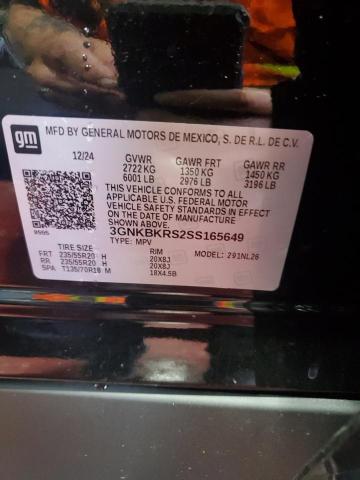 gm
MFD BY GENERAL MOTORS DE MEXICO, S. DE R.L. DE C.V.
12/24 GVWR GAWR FRT GAWR RR
2722 KG 1350 KG 1450 KG
6001 LB 2976 LB 3196 LB
THIS VEHICLE CONFORMS TO ALL
APPLICABLE U.S. FEDERAL MOTOR
VEHICLE SAFETY STANDARDS IN EFFECT
ON THE DATE OF MANUFACTURE
SHOWN ABOVE.
3GNKBKRS2SS165649
TYPE: MPV
TIRE SIZE RIM MODEL: 291NL26
FRT 235/55R20 H 20X8J
RR 235/55R20 H 20X8J
SPA T135/70R18 M 18X4.5B